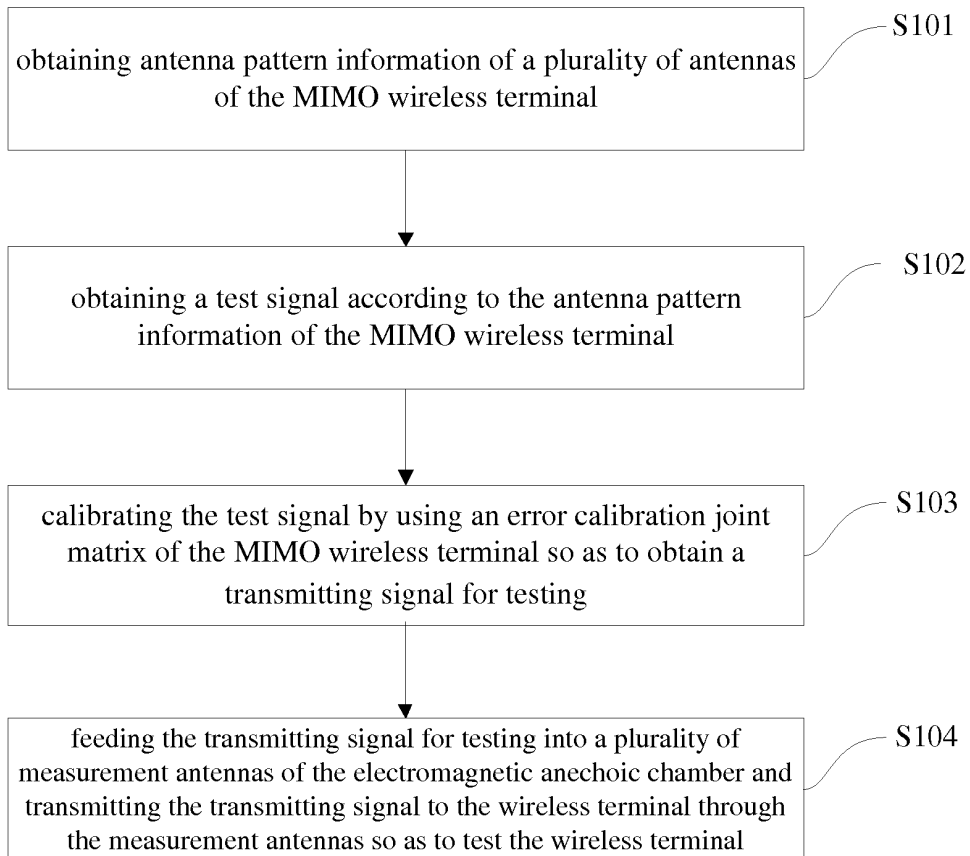 S101
obtaining antenna pattern information of a plurality of antennas
of the MIMO wireless terminal
S102
obtaining a test signal according to the antenna pattern
information of the MIMO wireless terminal
S103
calibrating the test signal by using an error calibration joint
matrix of the MIMO wireless terminal so as to obtain a
transmitting signal for testing
S104
feeding the transmitting signal for testing into a plurality of
measurement antennas of the electromagnetic anechoic chamber and
transmitting the transmitting signal to the wireless terminal through
the measurement antennas so as to test the wireless terminal